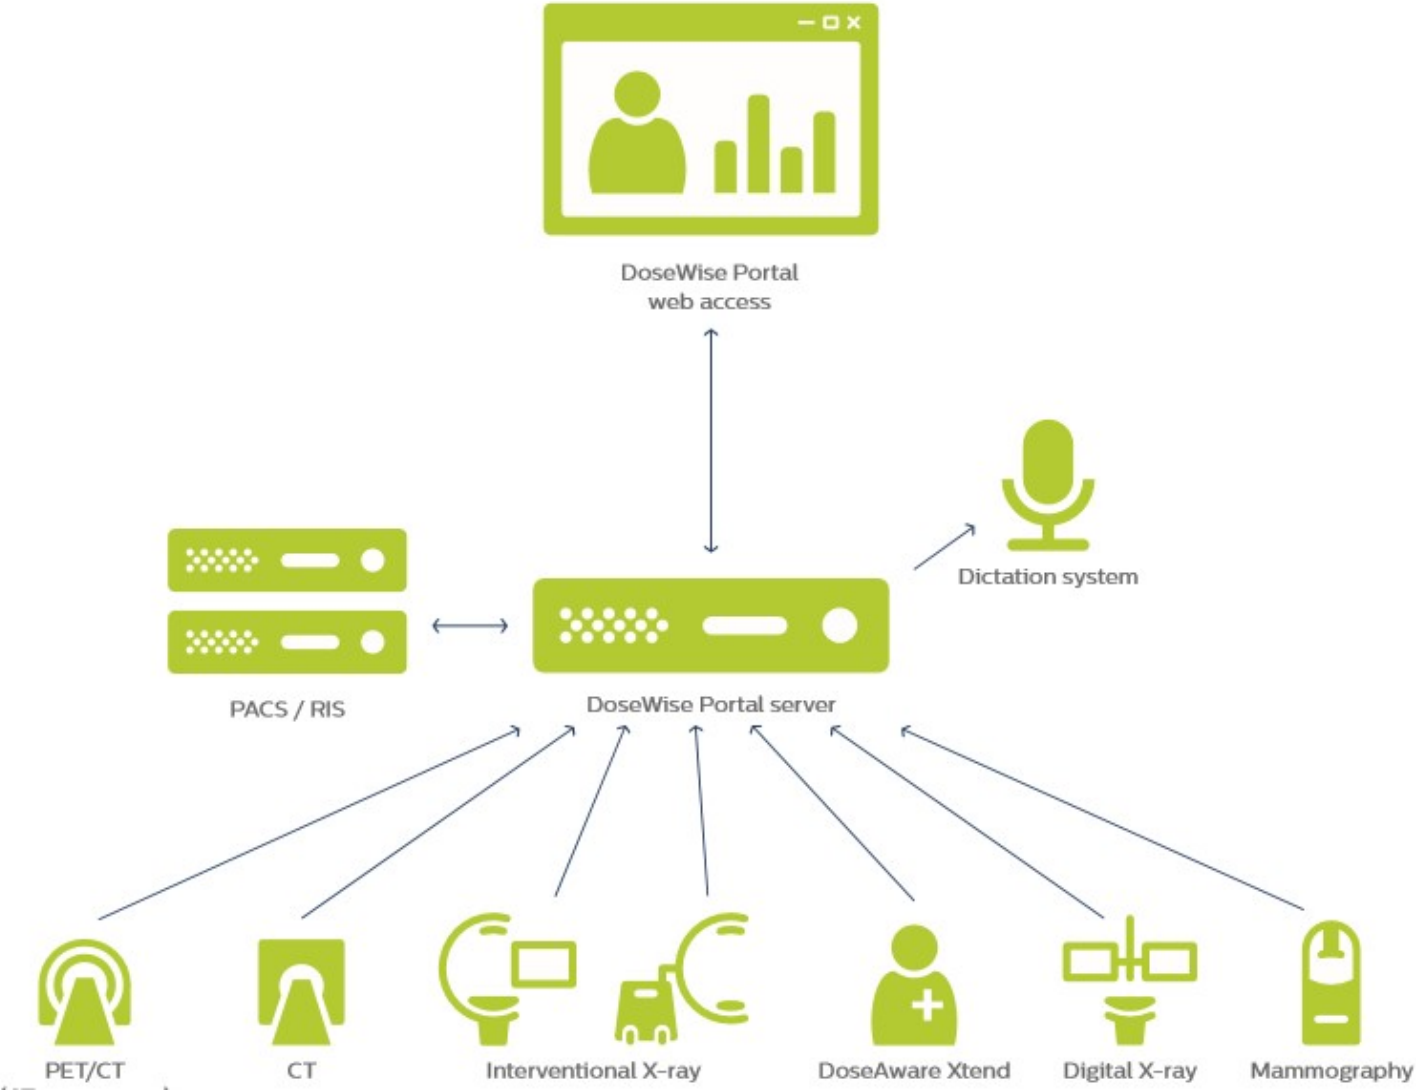 DoseWise Portal
web access
Dictation system
PACS / RIS
DoseWise Portal server
PET/CT
CT
Interventional X-ray
DoseAware Xtend
Digital X-ray
Mammography